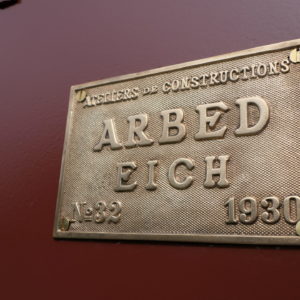 ATELIERS DE CONSTRUCTIONS
ARBED
EICH
No 32 1930